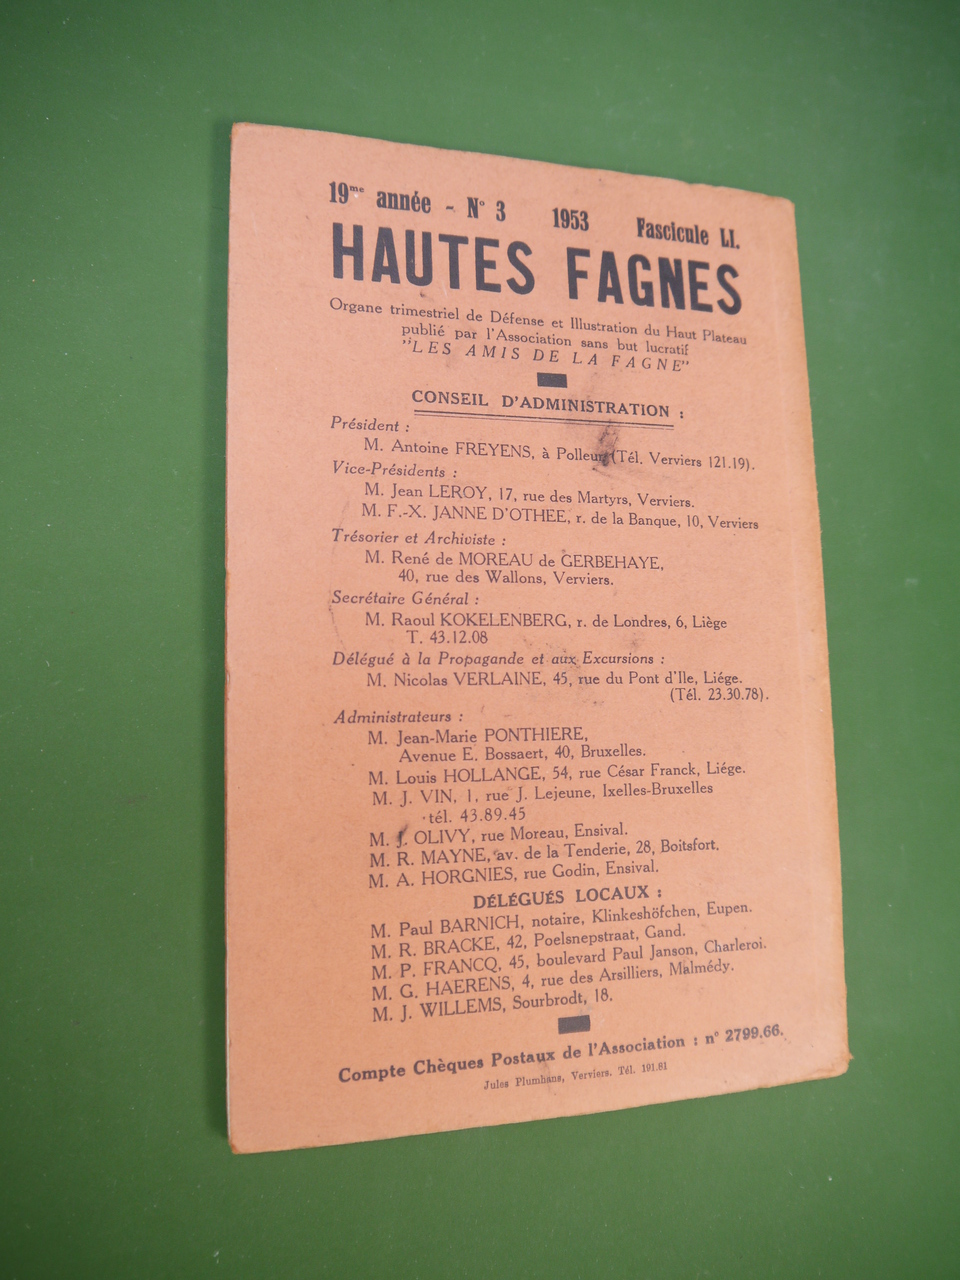 19me année - N° 3 1953 Fascicule LI.
HAUTES FAGNES
Organe trimestriel de Défense et Illustration du Haut Plateau
publié par l'Association sans but lucratif
"LES AMIS DE LA FAGNE"
CONSEIL D'ADMINISTRATION :
Président :
M. Antoine FREYENS, à Polleur (Tél. Verviers 121.19).
Vice-Présidents :
M. Jean LEROY, 17, rue des Martyrs, Verviers.
M. F.-X. JANNE D'OTHEE, r. de la Banque, 10, Verviers
Trésorier et Archiviste :
M. René de MOREAU de GERBEHAYE,
40, rue des Wallons, Verviers.
Secrétaire Général :
M. Raoul KOKELENBERG, r. de Londres, 6, Liège
T. 43.12.08
Délégué à la Propagande et aux Excursions :
M. Nicolas VERLAINE, 45, rue du Pont d'Ile, Liége.
(Tél. 23.30.78).
Administrateurs :
M. Jean-Marie PONTHIERE,
Avenue E. Bossaert, 40, Bruxelles.
M. Louis HOLLANGE, 54, rue César Franck, Liége.
M. J. VIN, 1, rue J. Lejeune, Ixelles-Bruxelles
tél. 43.89.45
M. J. OLIVY, rue Moreau, Ensival.
M. R. MAYNE, av. de la Tenderie, 28, Boitsfort.
M. A. HORGNIES, rue Godin, Ensival.
DÉLÉGUÉS LOCAUX :
M. Paul BARNICH, notaire, Klinkeshöfchen, Eupen.
M. R. BRACKE, 42, Poelsnepstraat, Gand.
M. P. FRANCQ, 45, boulevard Paul Janson, Charleroi.
M. G. HAERENS, 4, rue des Arsilliers, Malmédy.
M. J. WILLEMS, Sourbrodt, 18.
Compte Chèques Postaux de l'Association : n° 2799.66.
Jules Plumhans, Verviers. Tél. 191.81